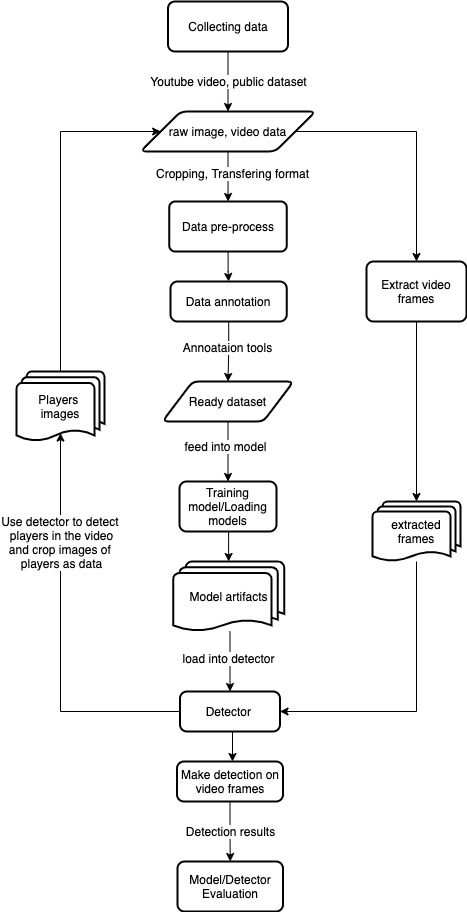 Collecting data
Youtube video, public dataset
raw image, video data
Cropping, Transfering format
Data pre-process
Extract video
frames
Data annotation
Annoataion tools
Players
images
Ready dataset
feed into model
Training
model/Loading
models
Use detector to detect
players in the video
and crop images of
players as data
extracted
frames
Model artifacts
load into detector
Detector
Make detection on
video frames
Detection results
Model/Detector
Evaluation